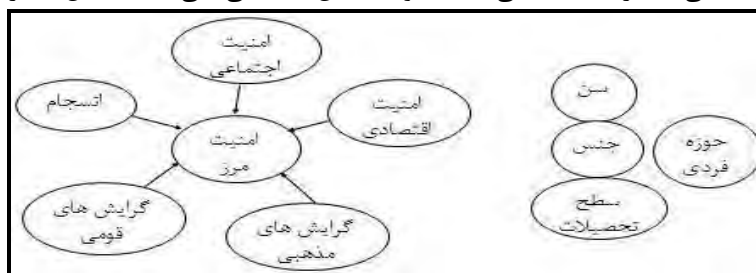 امنیت
اجتماعی
انسجام
امنیت
اقتصادی
امنیت
مرز
گرایش های
قومی
گرایش های
مذهبی
سن
جنس
حوزه
فردی
سطح
تحصیلات